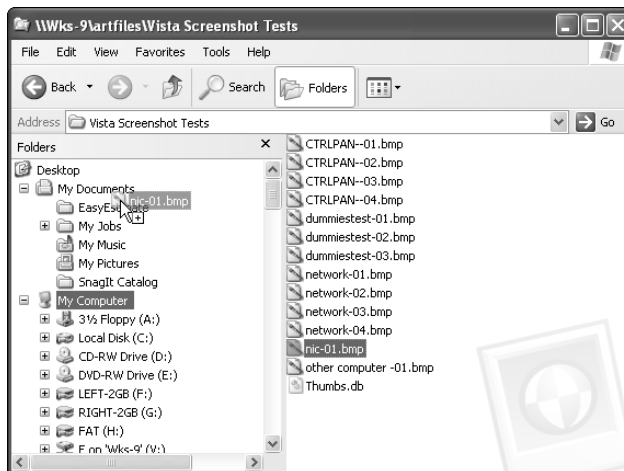 \\Wks-9\artfiles\Vista Screenshot Tests
File Edit View Favorites Tools Help
Back Search Folders
Address Vista Screenshot Tests Go
Folders
Desktop
My Documents
nic-01.bmp
My Jobs
My Music
My Pictures
SnagIt Catalog
My Computer
3½ Floppy (A:)
Local Disk (C:)
CD-RW Drive (D:)
DVD-RW Drive (E:)
LEFT-2GB (F:)
RIGHT-2GB (G:)
FAT (H:)
E on 'Wks-9' (V:)
CTRLPAN--01.bmp
CTRLPAN--02.bmp
CTRLPAN--03.bmp
CTRLPAN--04.bmp
dummiestest-01.bmp
dummiestest-02.bmp
dummiestest-03.bmp
network-01.bmp
network-02.bmp
network-03.bmp
network-04.bmp
nic-01.bmp
other computer -01.bmp
Thumbs.db